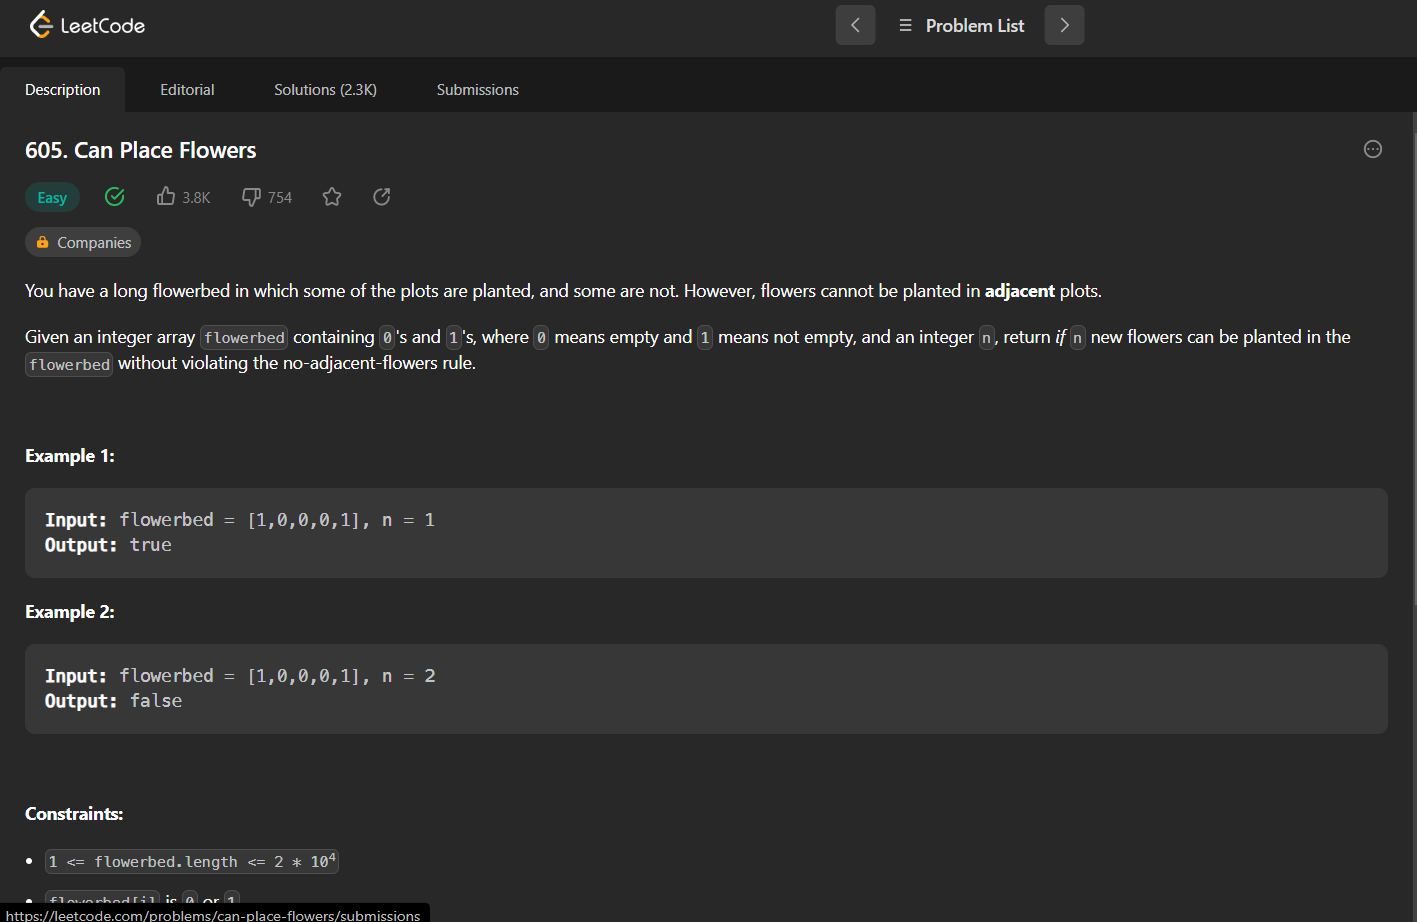 LeetCode
Problem List
Description Editorial Solutions (2.3K) Submissions
605. Can Place Flowers
Easy 3.8K 754
Companies
You have a long flowerbed in which some of the plots are planted, and some are not. However, flowers cannot be planted in adjacent plots.
Given an integer array flowerbed containing 0's and 1's, where 0 means empty and 1 means not empty, and an integer n, return if n new flowers can be planted in the
flowerbed without violating the no-adjacent-flowers rule.
Example 1:
Input: flowerbed = [1,0,0,0,1], n = 1
Output: true
Example 2:
Input: flowerbed = [1,0,0,0,1], n = 2
Output: false
Constraints:
1 <= flowerbed.length <= 2 * 10⁴
flowerbed[i] is 0 or 1
https://leetcode.com/problems/can-place-flowers/submissions